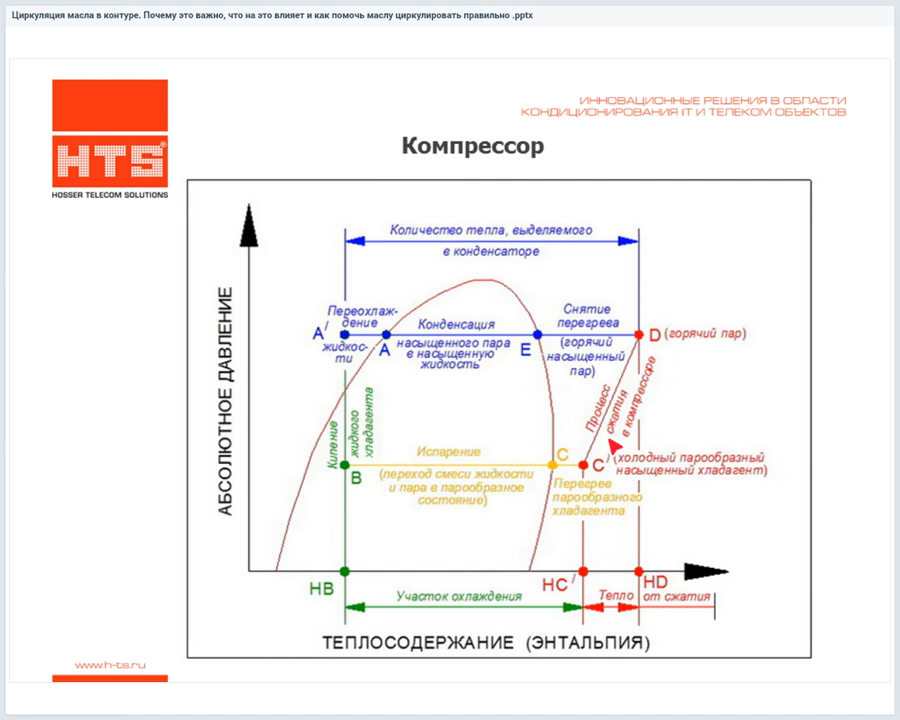 Циркуляция масла в контуре. Почему это важно, что на это влияет и как помочь маслу циркулировать правильно .pptx
ИННОВАЦИОННЫЕ РЕШЕНИЯ В ОБЛАСТИ
КОНДИЦИОНИРОВАНИЯ IT И ТЕЛЕКОМ ОБЪЕКТОВ
HTS®
HOSSER TELECOM SOLUTIONS
Компрессор
Количество тепла, выделяемого
в конденсаторе
АБСОЛЮТНОЕ ДАВЛЕНИЕ
Переохлаж-
дение
A/
жидкос-
ти
A
Конденсация
насыщенного пара
в насыщенную
жидкость
E
Снятие
перегрева
(горячий
насыщенный
пар)
D (горячий пар)
Процесс
сжатия
в компрессоре
Кипение
жидкого
хладагента
B
Испарение
(переход смеси жидкости
и пара в парообразное
состояние)
C
Перегрев
парообразного
хладагента
C/ (холодный парообразный
насыщенный хладагент)
HB
HC/
HD
Участок охлаждения
Тепло от сжатия
ТЕПЛОСОДЕРЖАНИЕ (ЭНТАЛЬПИЯ)
www.h-ts.ru